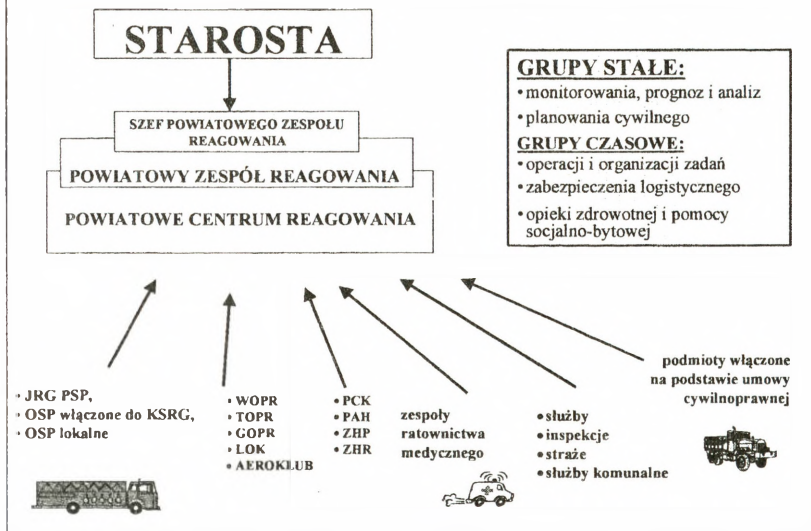 STAROSTA
SZEF POWIATOWEGO ZESPOŁU
REAGOWANIA
POWIATOWY ZESPÓŁ REAGOWANIA
POWIATOWE CENTRUM REAGOWANIA
GRUPY STAŁE:
• monitorowania, prognoz i analiz
• planowania cywilnego
GRUPY CZASOWE:
• operacji i organizacji zadań
• zabezpieczenia logistycznego
• opieki zdrowotnej i pomocy
socjalno-bytowej
• JRG PSP,
• OSP włączone do KSRG,
• OSP lokalne
• WOPR
• TOPR
• GOPR
• LOK
• AEROKLUB
• PCK
• PAH
• ZHP
• ZHR
zespoły
ratownictwa
medycznego
• służby
• inspekcje
• straże
• służby komunalne
podmioty włączone
na podstawie umowy
cywilnoprawnej